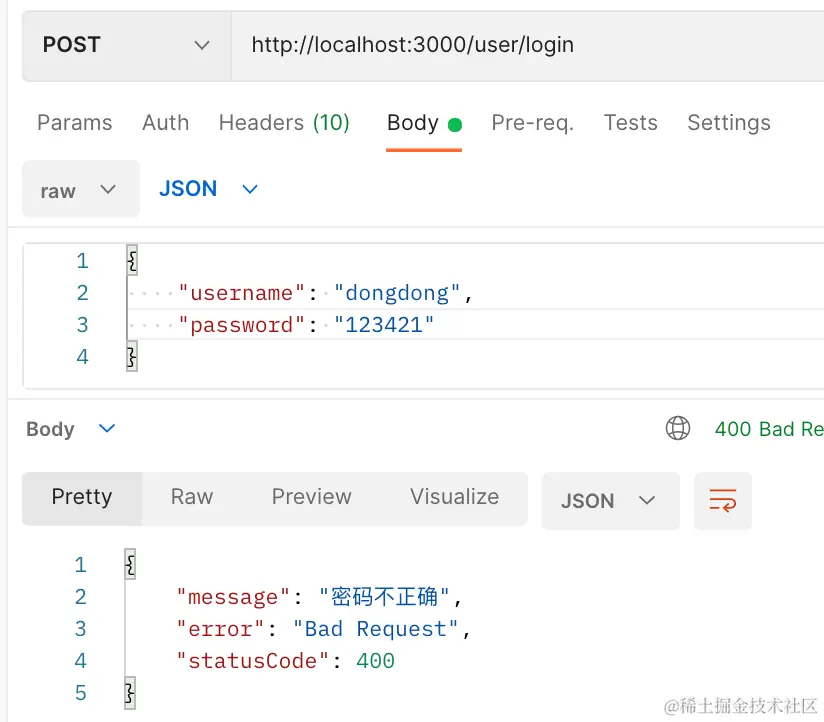 POST http://localhost:3000/user/login
Params Auth Headers (10) Body Pre-req. Tests Settings
raw JSON
1 {
2 "username": "dongdong",
3 "password": "123421"
4 }
Body 400 Bad Re
Pretty Raw Preview Visualize JSON
1 {
2 "message": "密码不正确",
3 "error": "Bad Request",
4 "statusCode": 400
5 }
@稀土掘金技术社区